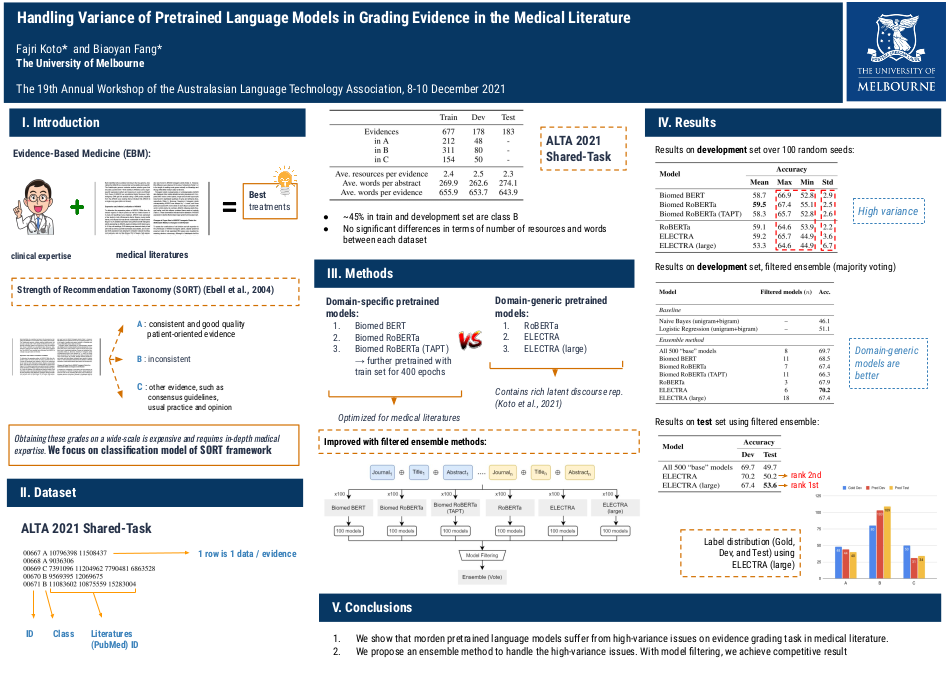 Handling Variance of Pretrained Language Models in Grading Evidence in the Medical Literature
Fajri Koto* and Biaoyan Fang*
The University of Melbourne
The 19th Annual Workshop of the Australasian Language Technology Association, 8-10 December 2021
THE UNIVERSITY OF
MELBOURNE
I. Introduction
Evidence-Based Medicine (EBM):
Best
treatments
clinical expertise
medical literatures
Strength of Recommendation Taxonomy (SORT) (Ebell et al., 2004)
A : consistent and good quality
patient-oriented evidence
B : inconsistent
C : other evidence, such as
consensus guidelines,
usual practice and opinion
Obtaining these grades on a wide-scale is expensive and requires in-depth medical
expertise. We focus on classification model of SORT framework
II. Dataset
ALTA 2021 Shared-Task
00667 A 10796398 11508437
00668 A 9036306
00669 C 7391096 11204962 7790481 6863528
00670 B 9569395 12069675
00671 B 11083602 10875559 15283004
1 row is 1 data / evidence
ID
Class
Literatures
(PubMed) ID
Train Dev Test
Evidences 677 178 183
in A 212 48 -
in B 311 80 -
in C 154 50 -
Ave. resources per evidence 2.4 2.5 2.3
Ave. words per abstract 269.9 262.6 274.1
Ave. words per evidence 655.9 653.7 643.9
ALTA 2021
Shared-Task
● ~45% in train and development set are class B
● No significant differences in terms of number of resources and words
between each dataset
III. Methods
Domain-specific pretrained
models:
1. Biomed BERT
2. Biomed RoBERTa
3. Biomed RoBERTa (TAPT)
→ further pretrained with
train set for 400 epochs
Optimized for medical literatures
VS
Domain-generic pretrained
models:
1. RoBERTa
2. ELECTRA
3. ELECTRA (large)
Contains rich latent discourse rep.
(Koto et al., 2021)
Improved with filtered ensemble methods:
Journal₁ ⊕ Title₁ ⊕ Abstract₁ .... Journalₙ ⊕ Titleₙ ⊕ Abstractₙ
x100 x100 x100 x100 x100 x100
Biomed BERT
Biomed RoBERTa
Biomed RoBERTa
(TAPT)
RoBERTa
ELECTRA
ELECTRA
(large)
100 models 100 models 100 models 100 models 100 models 100 models
Model Filtering
Ensemble (Vote)
IV. Results
Results on development set over 100 random seeds:
Model Accuracy
Mean Max Min Std
Biomed BERT 58.7 66.9 52.8 2.9
Biomed RoBERTa 59.5 67.4 55.1 2.5
Biomed RoBERTa (TAPT) 58.3 65.7 52.8 2.6
RoBERTa 59.1 64.6 53.9 2.2
ELECTRA 59.2 65.7 44.9 3.6
ELECTRA (large) 53.3 64.6 44.9 6.7
High variance
Results on development set, filtered ensemble (majority voting)
Model Filtered models (n) Acc.
Baseline
Naive Bayes (unigram+bigram) – 46.1
Logistic Regression (unigram+bigram) – 51.1
Ensemble method
All 500 "base" models 8 69.7
Biomed BERT 11 68.5
Biomed RoBERTa 7 67.4
Biomed RoBERTa (TAPT) 11 66.3
RoBERTa 3 67.9
ELECTRA 6 70.2
ELECTRA (large) 18 67.4
Domain-generic
models are
better
Results on test set using filtered ensemble:
Model Accuracy
Dev Test
All 500 "base" models 69.7 49.7
ELECTRA 70.2 50.2 rank 2nd
ELECTRA (large) 67.4 53.6 rank 1st
Label distribution (Gold,
Dev, and Test) using
ELECTRA (large)
Gold Dev Pred Dev Pred Test
125
100
75
50
25
0
A B C
V. Conclusions
1. We show that morden pretrained language models suffer from high-variance issues on evidence grading task in medical literature.
2. We propose an ensemble method to handle the high-variance issues. With model filtering, we achieve competitive result